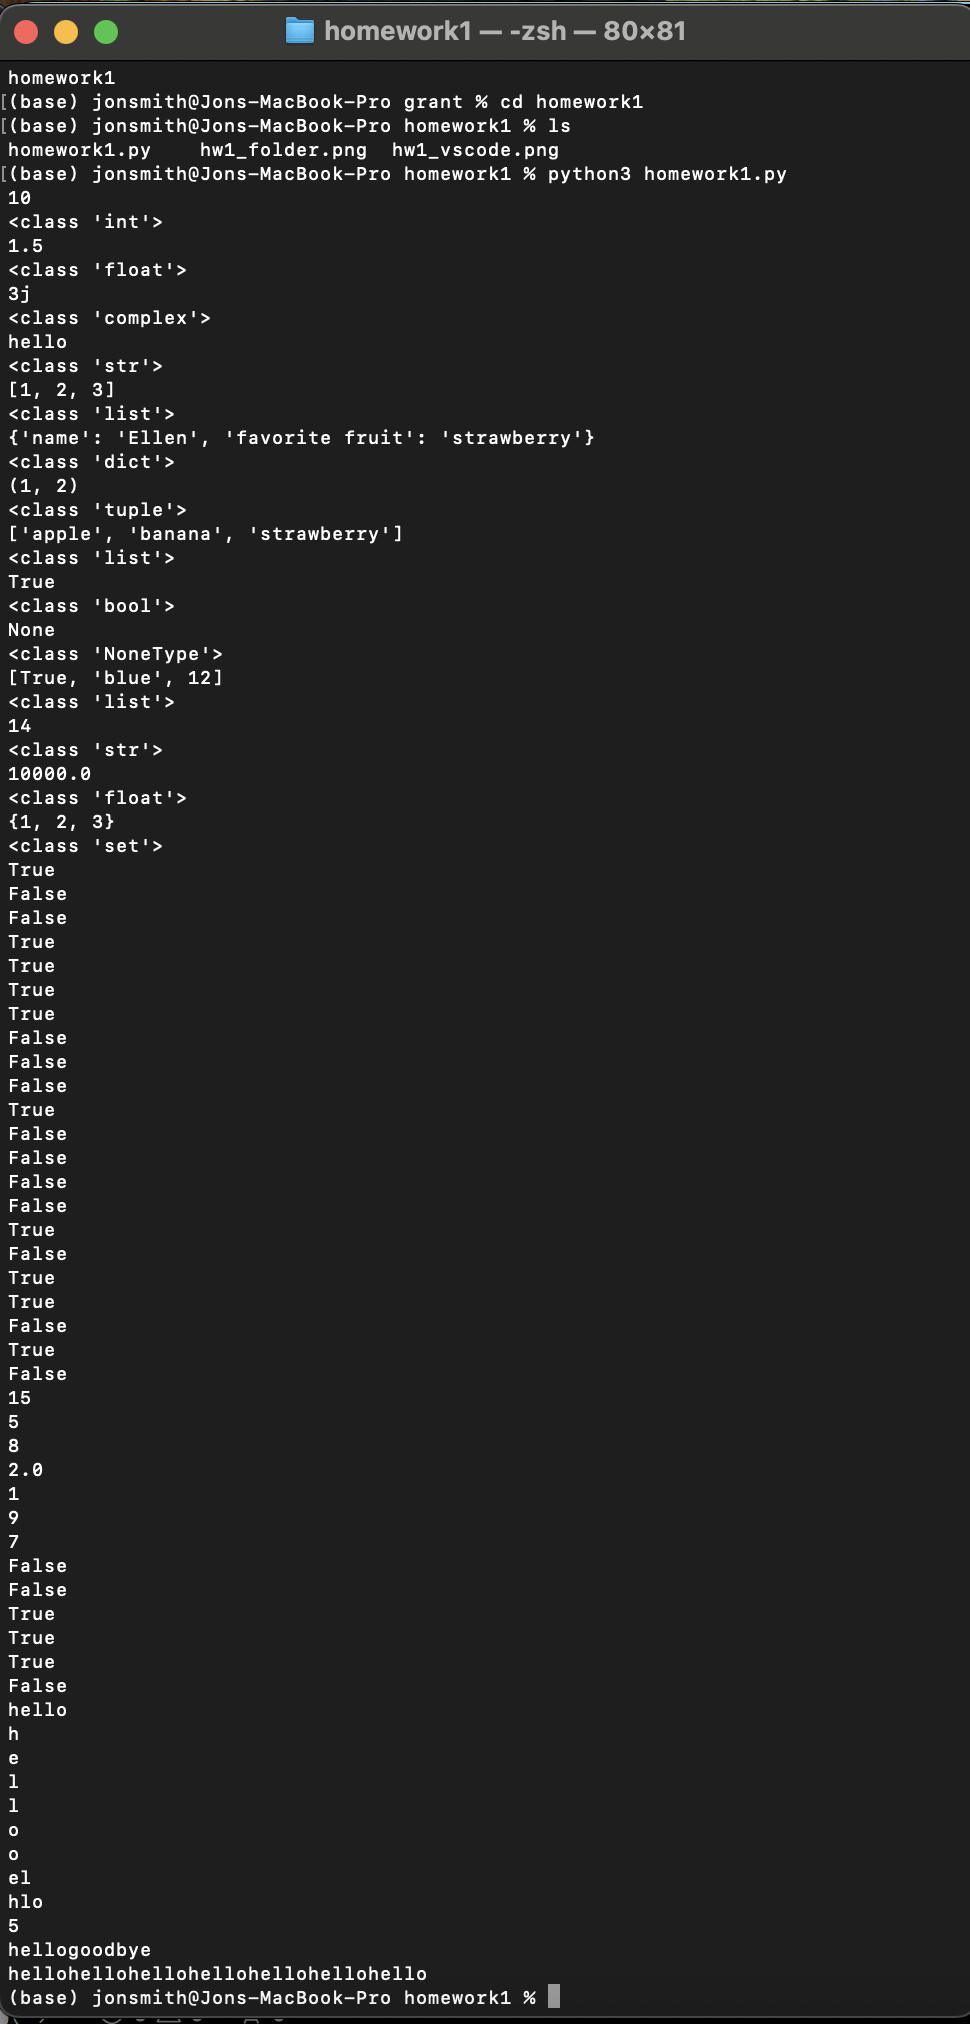 homework1 — -zsh — 80×81
homework1
[(base) jonsmith@Jons-MacBook-Pro grant % cd homework1
[(base) jonsmith@Jons-MacBook-Pro homework1 % ls
homework1.py    hw1_folder.png  hw1_vscode.png
[(base) jonsmith@Jons-MacBook-Pro homework1 % python3 homework1.py
10
<class 'int'>
1.5
<class 'float'>
3j
<class 'complex'>
hello
<class 'str'>
[1, 2, 3]
<class 'list'>
{'name': 'Ellen', 'favorite fruit': 'strawberry'}
<class 'dict'>
(1, 2)
<class 'tuple'>
['apple', 'banana', 'strawberry']
<class 'list'>
True
<class 'bool'>
None
<class 'NoneType'>
[True, 'blue', 12]
<class 'list'>
14
<class 'str'>
10000.0
<class 'float'>
{1, 2, 3}
<class 'set'>
True
False
False
True
True
True
True
False
False
False
True
False
False
False
False
True
False
True
True
False
True
False
15
5
8
2.0
1
9
7
False
False
True
True
True
False
hello
h
e
l
l
o
o
el
hlo
5
hellogoodbye
hellohellohellohellohellohellohello
(base) jonsmith@Jons-MacBook-Pro homework1 %